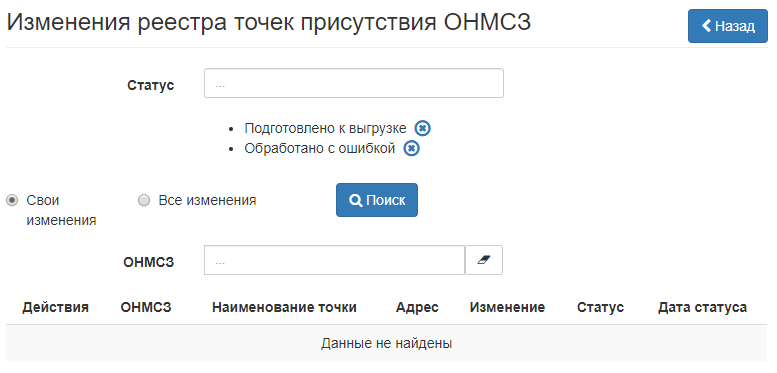 Изменения реестра точек присутствия ОНМСЗ
Назад
Статус
...
Подготовлено к выгрузке
Обработано с ошибкой
Свои изменения
Все изменения
Поиск
ОНМСЗ
...
Действия ОНМСЗ Наименование точки Адрес Изменение Статус Дата статуса
Данные не найдены